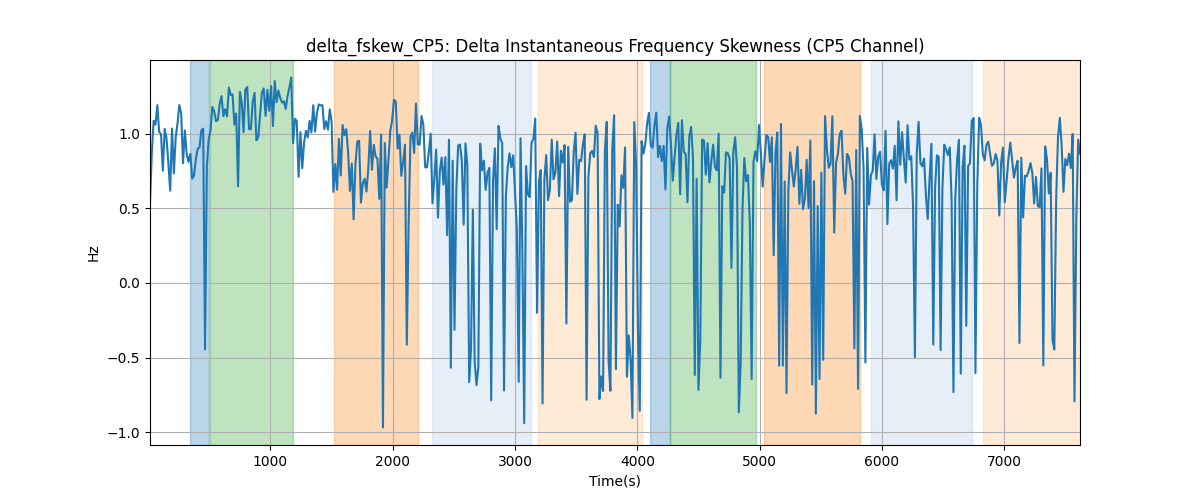 delta_fskew_CP5: Delta Instantaneous Frequency Skewness (CP5 Channel)
Hz
1.0
0.5
0.0
−0.5
−1.0
1000 2000 3000 4000 5000 6000 7000
Time(s)